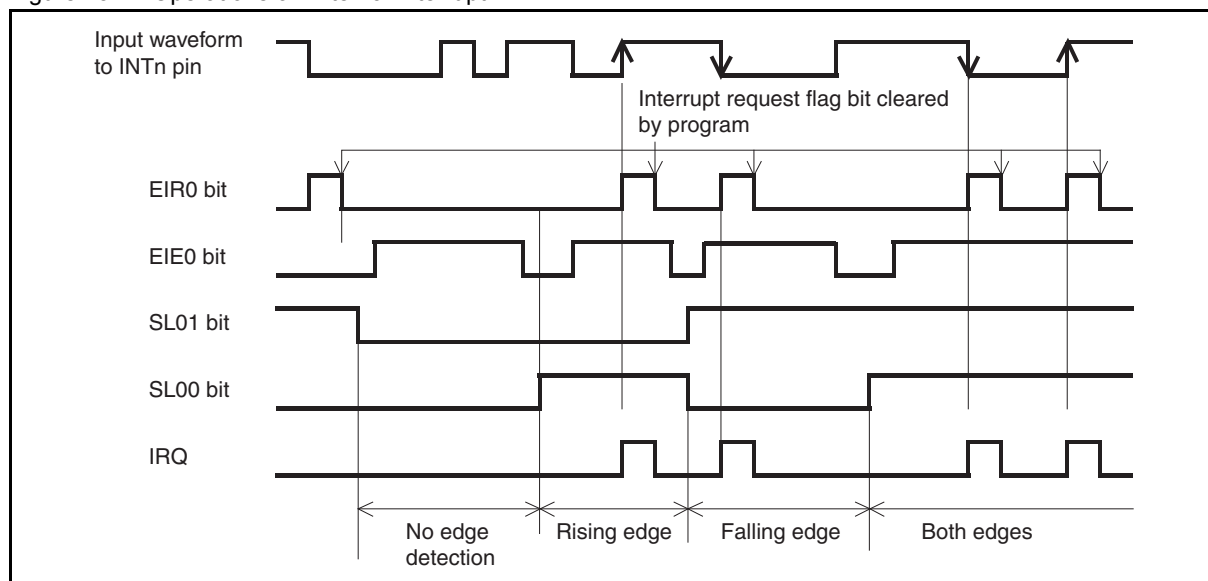 Input waveform
to INTn pin
Interrupt request flag bit cleared
by program
EIR0 bit
EIE0 bit
SL01 bit
SL00 bit
IRQ
No edge
detection
Rising edge
Falling edge
Both edges